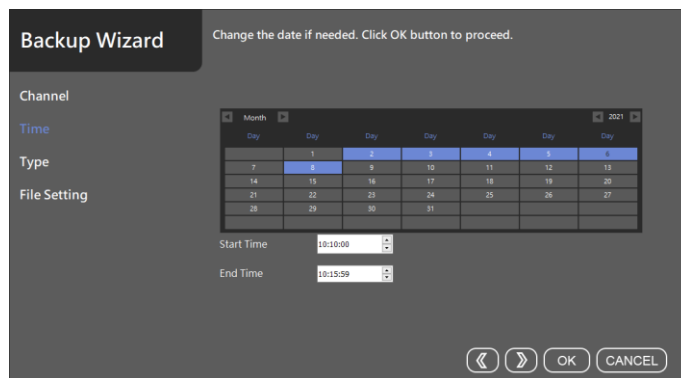 Backup Wizard
Change the date if needed. Click OK button to proceed.
Channel
Time
Type
File Setting
Month 2021
Day Day Day Day Day Day Day
1 2 3 4 5 6
7 8 9 10 11 12 13
14 15 16 17 18 19 20
21 22 23 24 25 26 27
28 29 30 31
Start Time 10:10:00
End Time 10:15:59
OK CANCEL